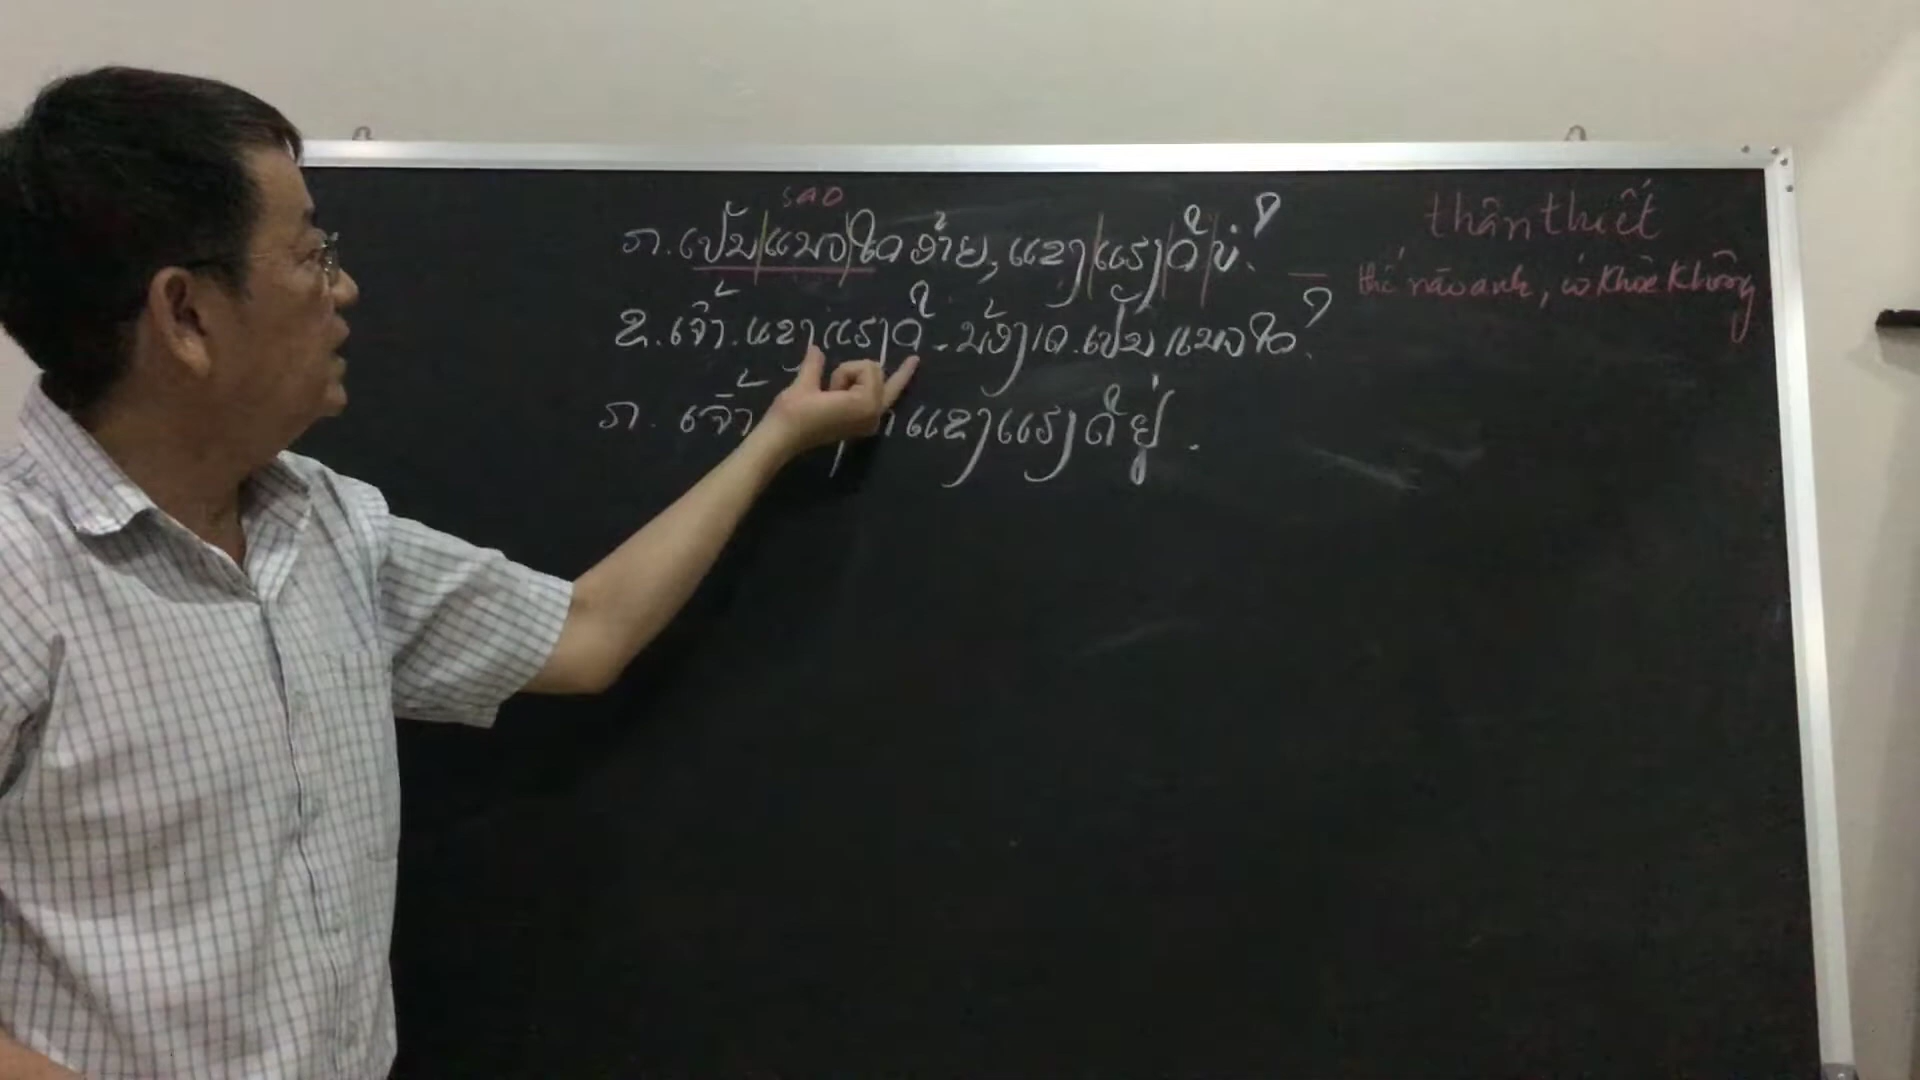 SAO
ກ. ເປັນແນວໃດອ້າຍ, ແຂງແຮງດີບໍ່?
thân thiết
— thế nào anh, có khỏe không
ຂ. ເຈົ້າ. ແຂງແຮງດີ. ນ້ອງເດ. ເປັນແນວໃດ?
ກ. ເຈົ້າ ແຂງແຮງດີຢູ່.